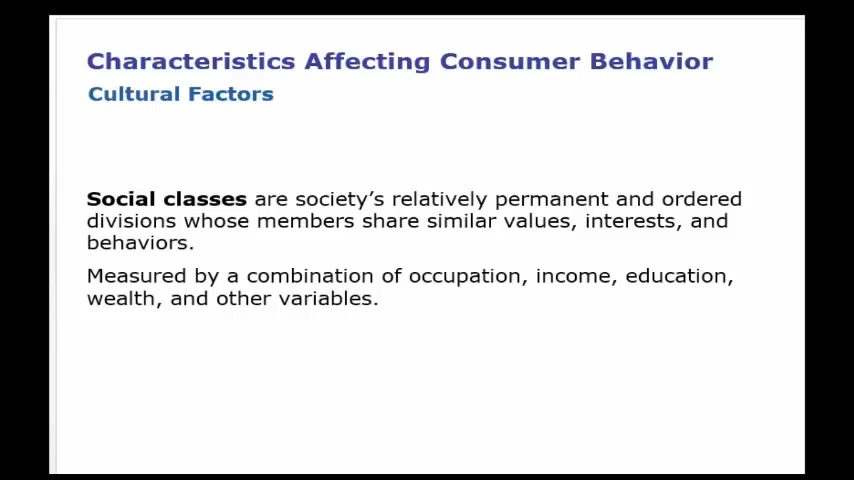 Characteristics Affecting Consumer Behavior
Cultural Factors
Social classes are society’s relatively permanent and ordered
divisions whose members share similar values, interests, and
behaviors.
Measured by a combination of occupation, income, education,
wealth, and other variables.